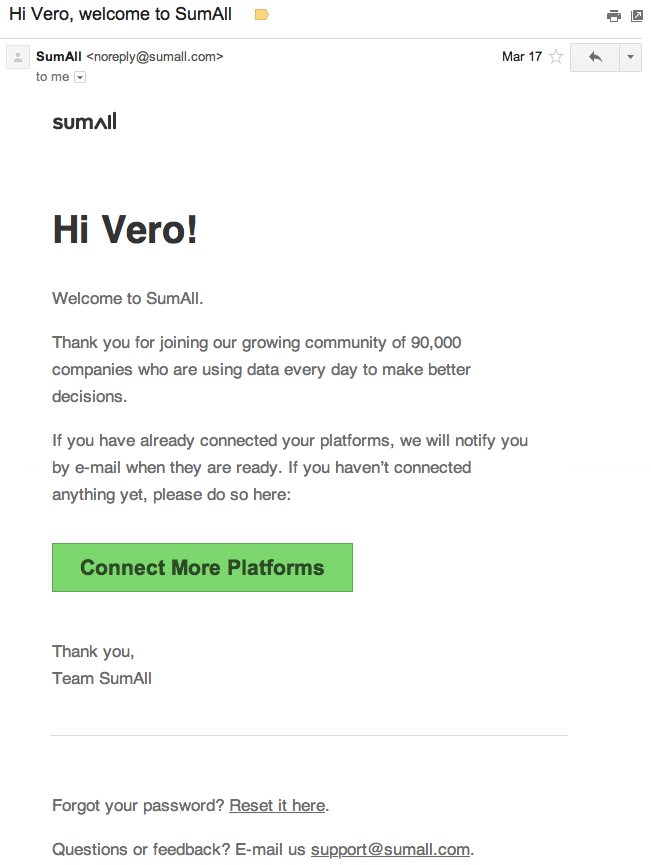 Hi Vero, welcome to SumAll
SumAll <noreply@sumall.com>
Mar 17
to me
sumall
Hi Vero!
Welcome to SumAll.
Thank you for joining our growing community of 90,000
companies who are using data every day to make better
decisions.
If you have already connected your platforms, we will notify you
by e-mail when they are ready. If you haven’t connected
anything yet, please do so here:
Connect More Platforms
Thank you,
Team SumAll
Forgot your password? Reset it here.
Questions or feedback? E-mail us support@sumall.com.